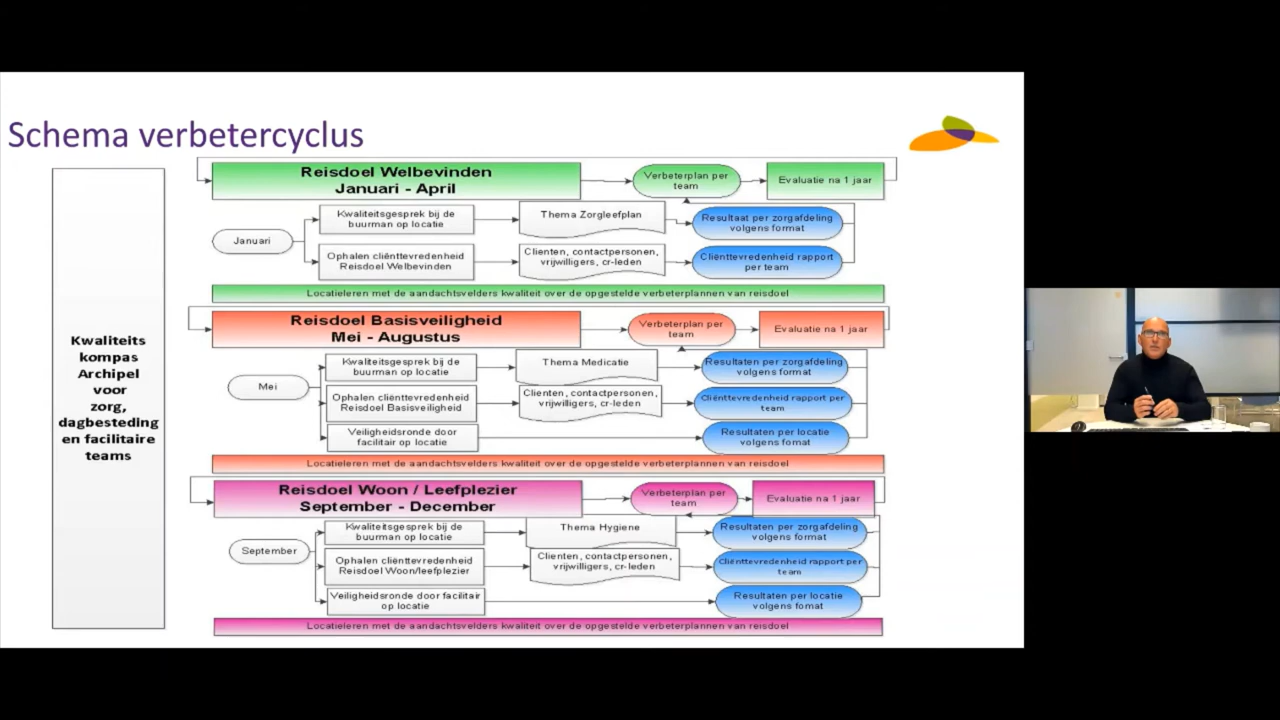 Schema verbetercyclus
Kwaliteits
kompas
Archipel
voor
zorg,
dagbesteding
en facilitaire
teams
Reisdoel Welbevinden
Januari - April
Verbeterplan per
team
Evaluatie na 1 jaar
Januari
Kwaliteitsgesprek bij de
buurman op locatie
Thema Zorgleefplan
Resultaat per zorgafdeling
volgens format
Ophalen cliënttevredenheid
Reisdoel Welbevinden
Clienten, contactpersonen,
vrijwilligers, cr-leden
Cliënttevredenheid rapport
per team
Locatieleren met de aandachtsvelders kwaliteit over de opgestelde verbeterplannen van reisdoel
Reisdoel Basisveiligheid
Mei - Augustus
Verbeterplan per
team
Evaluatie na 1 jaar
Mei
Kwaliteitsgesprek bij de
buurman op locatie
Thema Medicatie
Resultaten per zorgafdeling
volgens format
Ophalen cliënttevredenheid
Reisdoel Basisveiligheid
Clienten, contactpersonen,
vrijwilligers, cr-leden
Cliënttevredenheid rapport per
team
Veiligheidsronde door
facilitair op locatie
Resultaten per locatie
volgens fomat
Locatieleren met de aandachtsvelders kwaliteit over de opgestelde verbeterplannen van reisdoel
Reisdoel Woon / Leefplezier
September - December
Verbeterplan per
team
Evaluatie na 1 jaar
September
Kwaliteitsgesprek bij de
buurman op locatie
Thema Hygiene
Resultaten per zorgafdeling
volgens format
Ophalen cliënttevredenheid
Reisdoel Woon/leefplezier
Clienten, contactpersonen,
vrijwilligers, cr-leden
Cliënttevredenheid rapport per
team
Veiligheidsronde door facilitair
op locatie
Resultaten per locatie
volgens fomat
Locatieleren met de aandachtsvelders kwaliteit over de opgestelde verbeterplannen van reisdoel